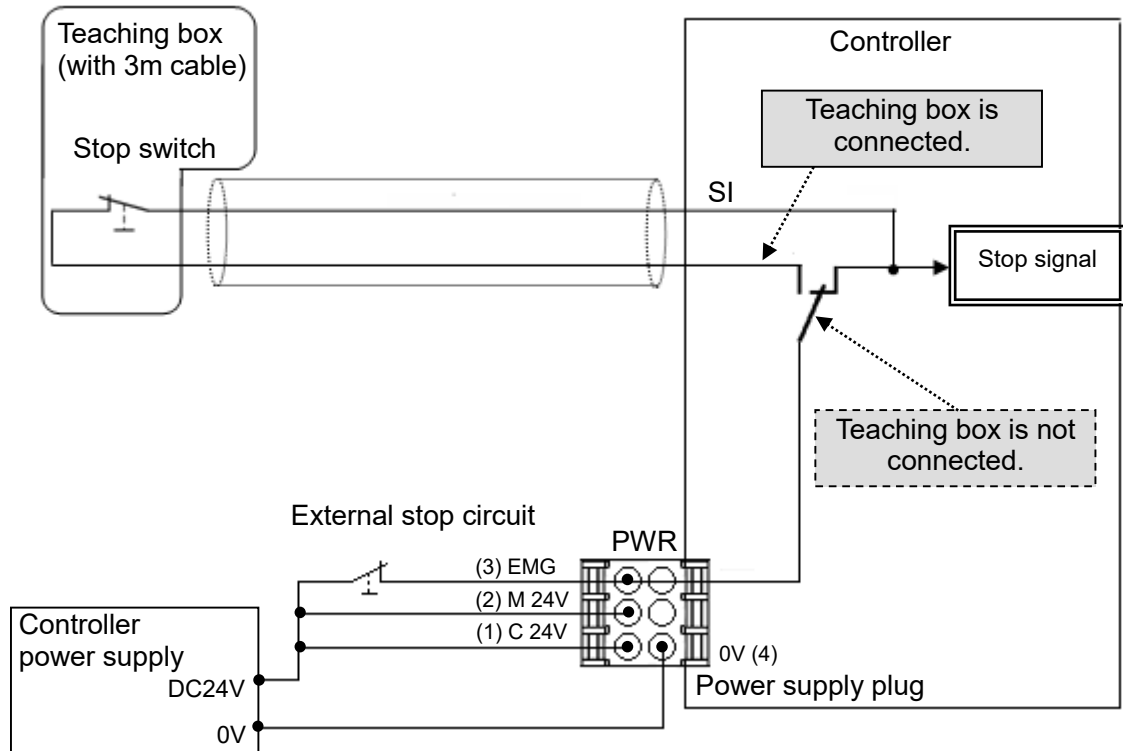 Teaching box
(with 3m cable)
Stop switch
Controller
Teaching box is
connected.
SI
Stop signal
Teaching box is not
connected.
External stop circuit
PWR
(3) EMG
(2) M 24V
(1) C 24V
0V (4)
Power supply plug
Controller
power supply
DC24V
0V